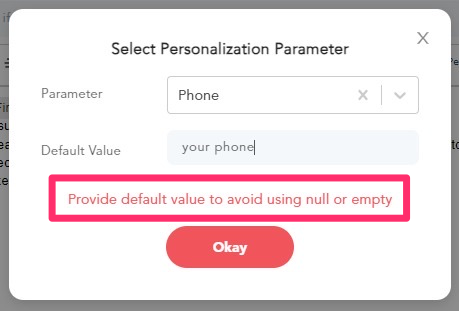 Select Personalization Parameter
Parameter
Phone
Default Value
your phone
Provide default value to avoid using null or empty
Okay